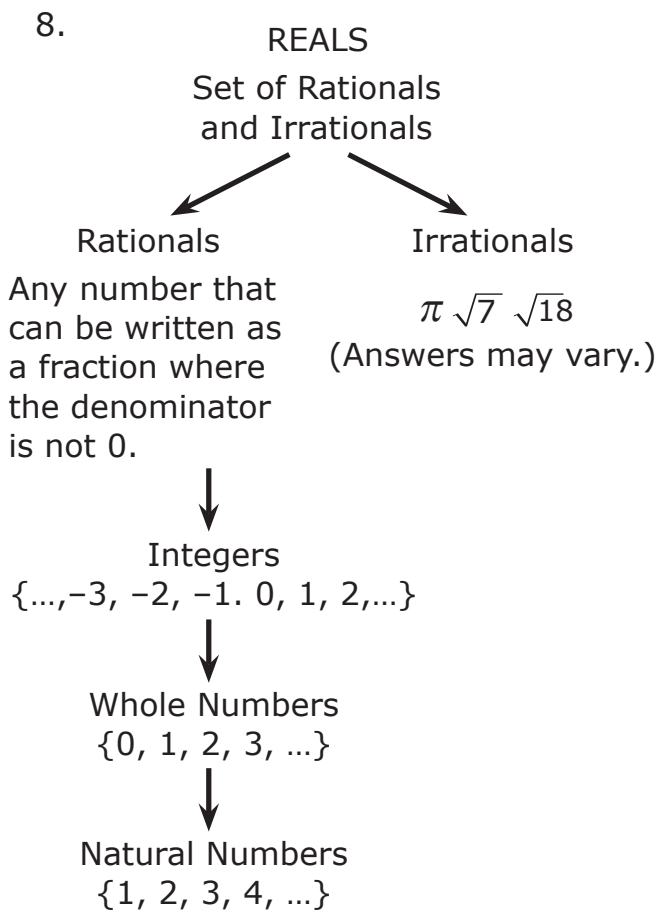 8.
REALS
Set of Rationals
and Irrationals
Rationals
Any number that
can be written as
a fraction where
the denominator
is not 0.
Irrationals
π √7 √18
(Answers may vary.)
Integers
{...,–3, –2, –1. 0, 1, 2,...}
Whole Numbers
{0, 1, 2, 3, ...}
Natural Numbers
{1, 2, 3, 4, ...}